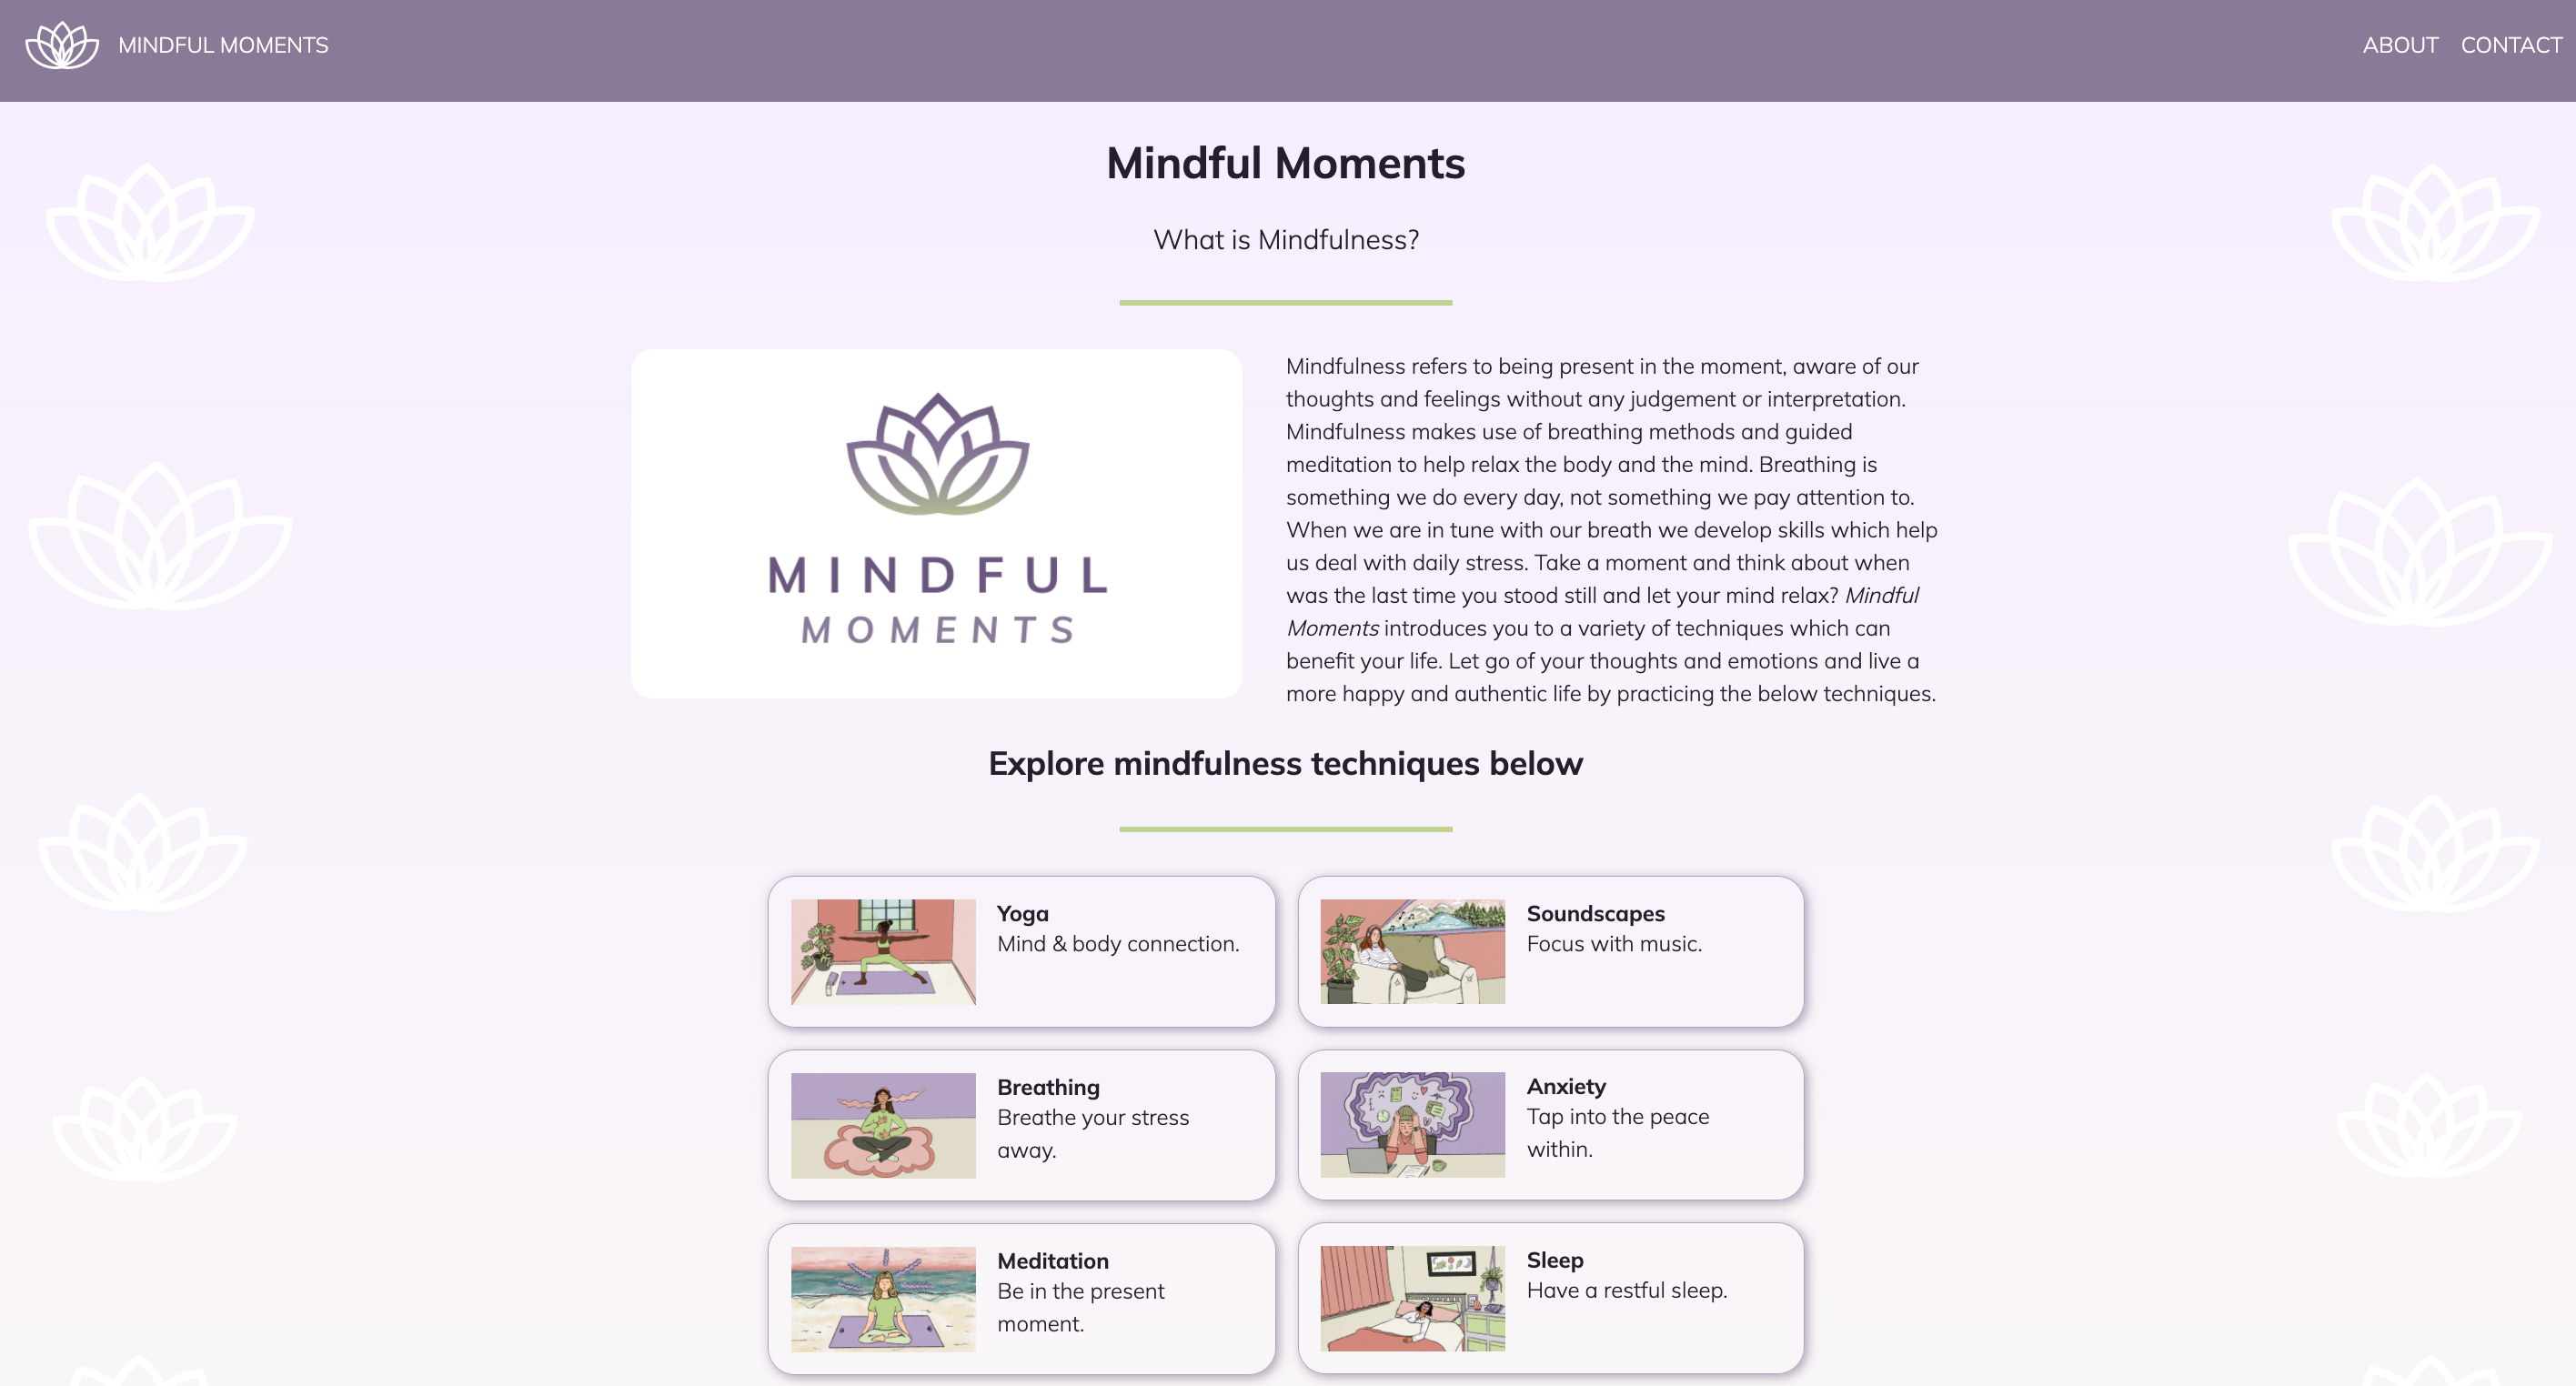 MINDFUL MOMENTS
ABOUT CONTACT
Mindful Moments
What is Mindfulness?
MINDFUL
MOMENTS
Mindfulness refers to being present in the moment, aware of our
thoughts and feelings without any judgement or interpretation.
Mindfulness makes use of breathing methods and guided
meditation to help relax the body and the mind. Breathing is
something we do every day, not something we pay attention to.
When we are in tune with our breath we develop skills which help
us deal with daily stress. Take a moment and think about when
was the last time you stood still and let your mind relax? Mindful
Moments introduces you to a variety of techniques which can
benefit your life. Let go of your thoughts and emotions and live a
more happy and authentic life by practicing the below techniques.
Explore mindfulness techniques below
Yoga
Mind & body connection.
Soundscapes
Focus with music.
Breathing
Breathe your stress
away.
Anxiety
Tap into the peace
within.
Meditation
Be in the present
moment.
Sleep
Have a restful sleep.